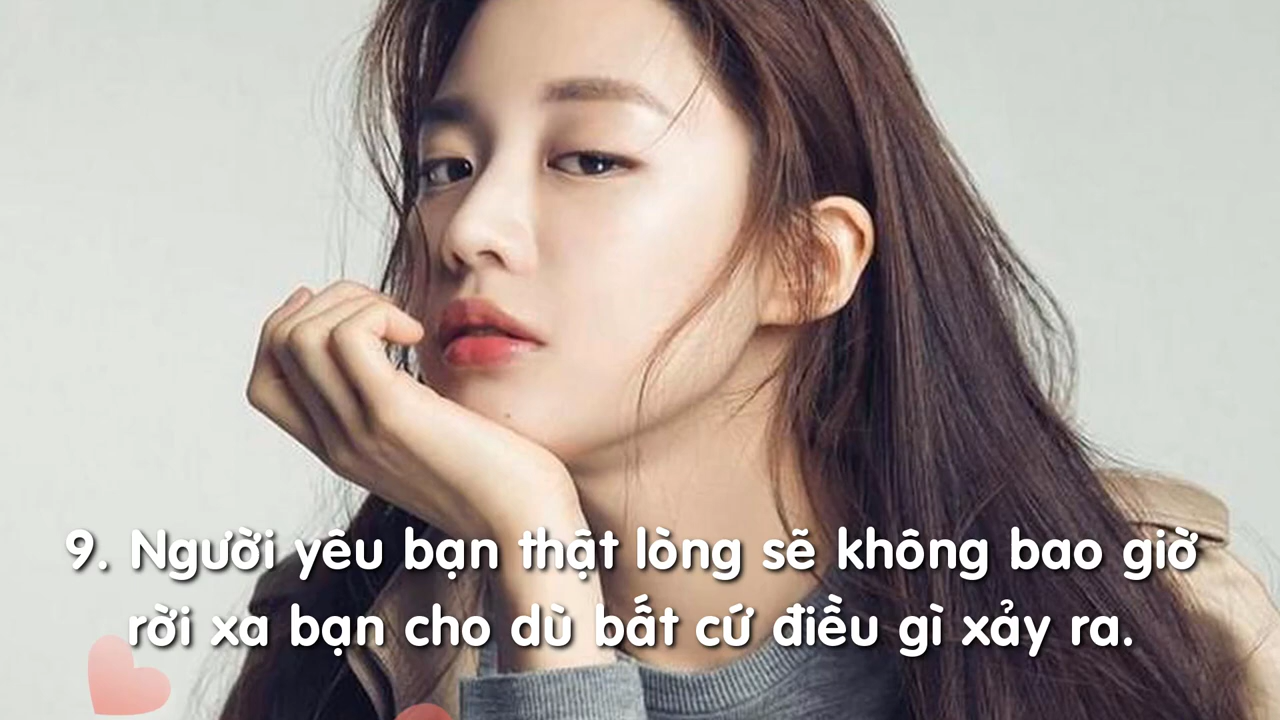 9. Người yêu bạn thật lòng sẽ không bao giờ
rời xa bạn cho dù bất cứ điều gì xảy ra.